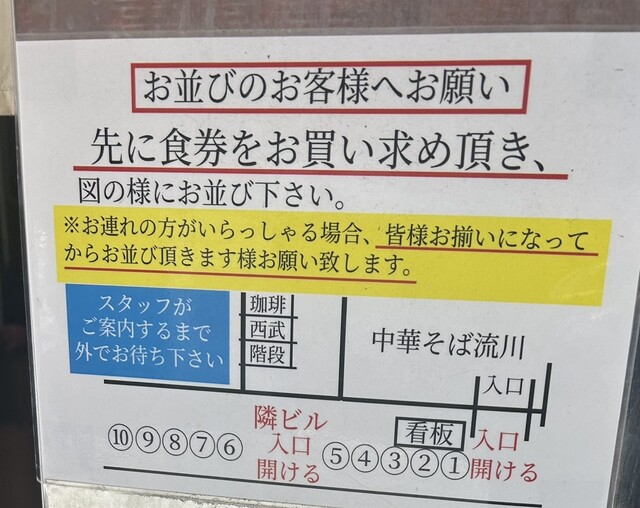 お並びのお客様へお願い
先に食券をお買い求め頂き、
図の様にお並び下さい。
※お連れの方がいらっしゃる場合、皆様お揃いになって
からお並び頂きます様お願い致します。
スタッフが
ご案内するまで
外でお待ち下さい
珈琲
西武
階段
中華そば流川
入口
隣ビル
入口
開ける
看板
入口
開ける
⑩⑨⑧⑦⑥
⑤④③②①